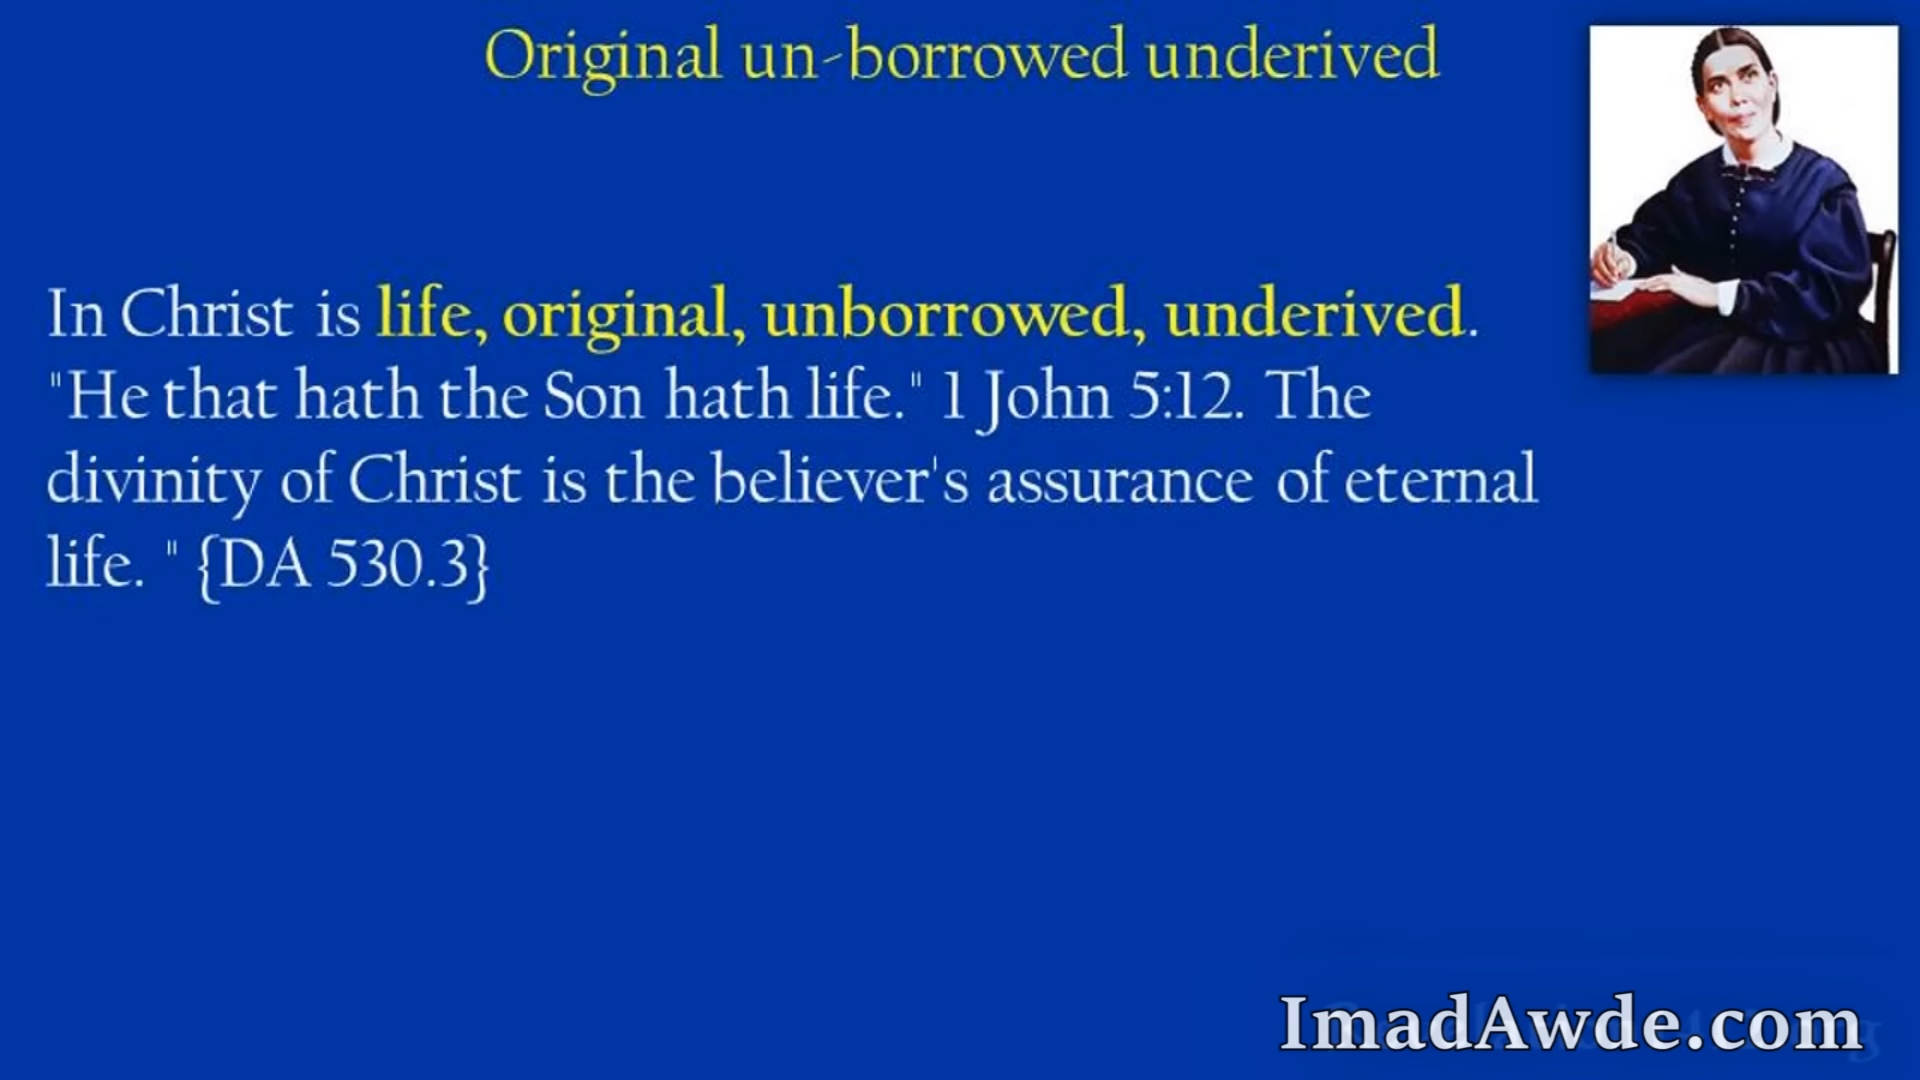 Original un-borrowed underived
In Christ is life, original, unborrowed, underived.
"He that hath the Son hath life." 1 John 5:12. The
divinity of Christ is the believer's assurance of eternal
life. " {DA 530.3}
ImadAwde.com